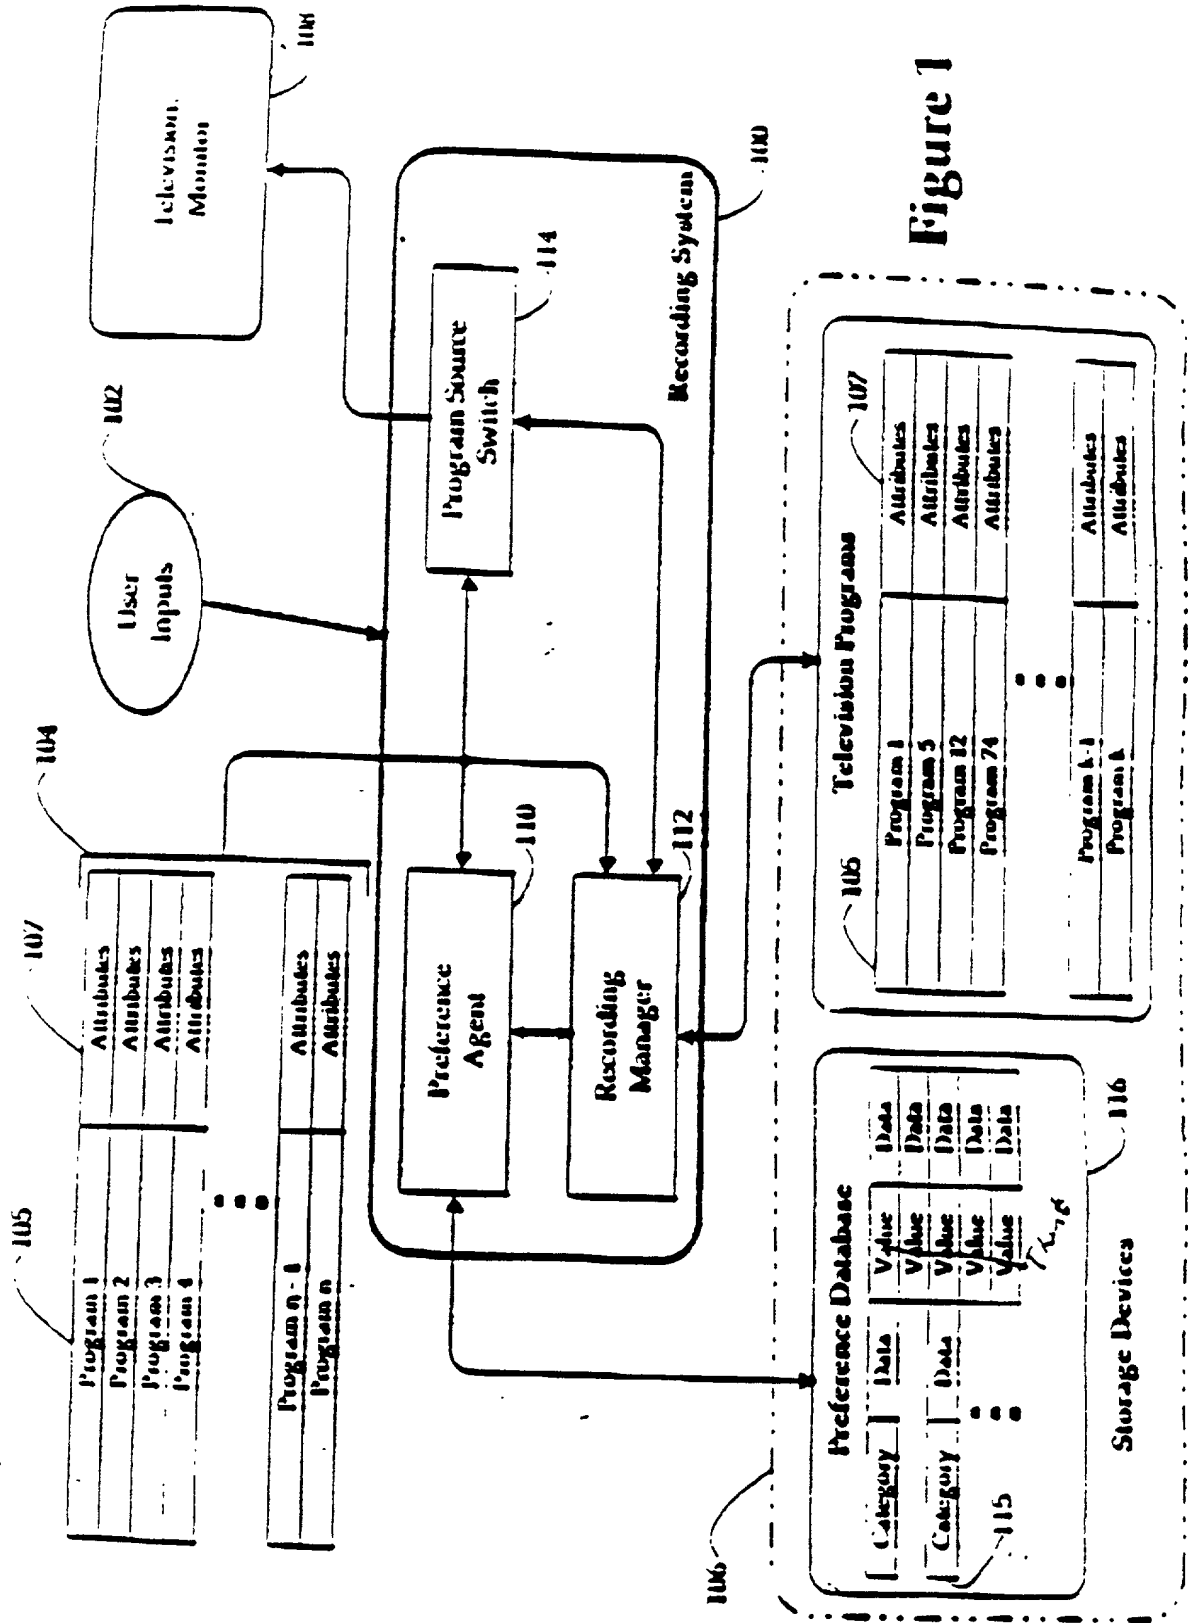 105
107
104
Program 1 Attributes
Program 2 Attributes
Program 3 Attributes
Program 4 Attributes
Program n - 1 Attributes
Program n Attributes
User
Inputs
102
Television
Monitor
108
Preference
Agent
110
Recording
Manager
112
Program Source
Switch
114
Recording System
100
106
Preference Database
Category Data Value Data
Value Data
Category Data Value Data
Value Data
Value Data
115
116
Storage Devices
105
Television Programs
107
Program 1 Attributes
Program 5 Attributes
Program 12 Attributes
Program 74 Attributes
Program k-1 Attributes
Program k Attributes
Figure 1